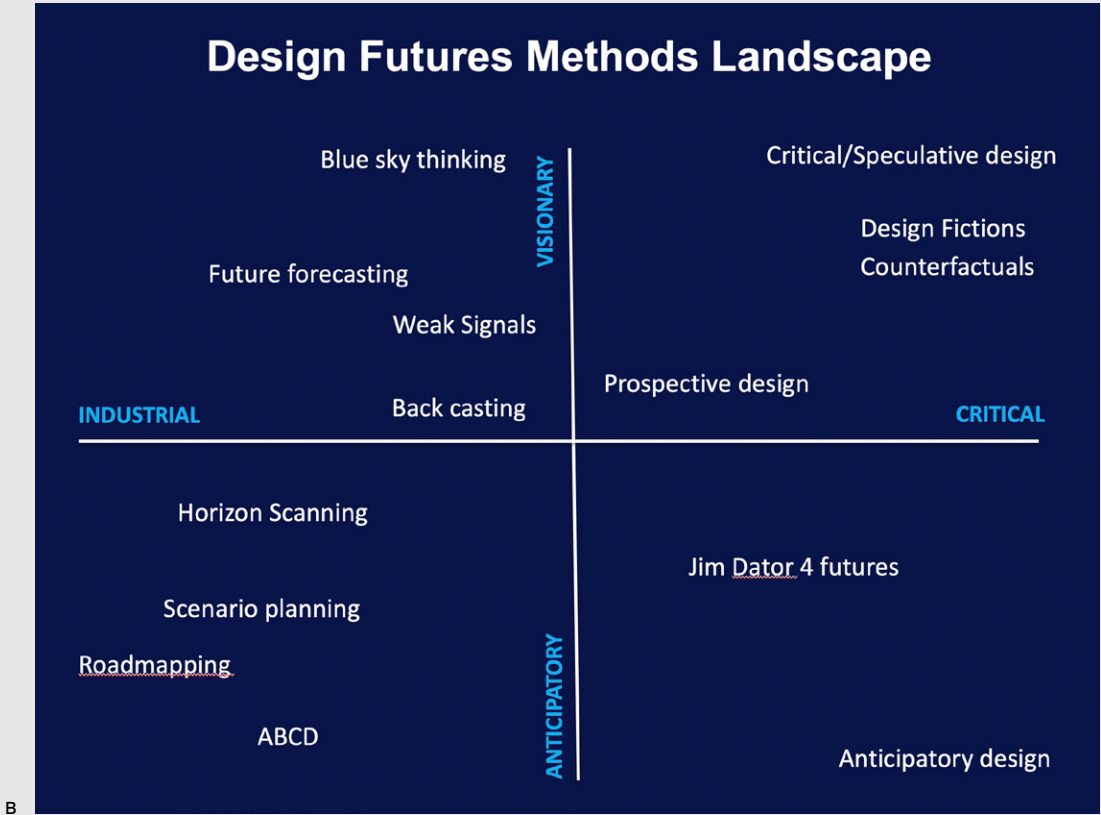 Design Futures Methods Landscape
Blue sky thinking
VISIONARY
Critical/Speculative design
Design Fictions
Counterfactuals
Future forecasting
Weak Signals
Prospective design
Back casting
INDUSTRIAL
CRITICAL
Horizon Scanning
Jim Dator 4 futures
Scenario planning
Roadmapping
ANTICIPATORY
ABCD
Anticipatory design
B